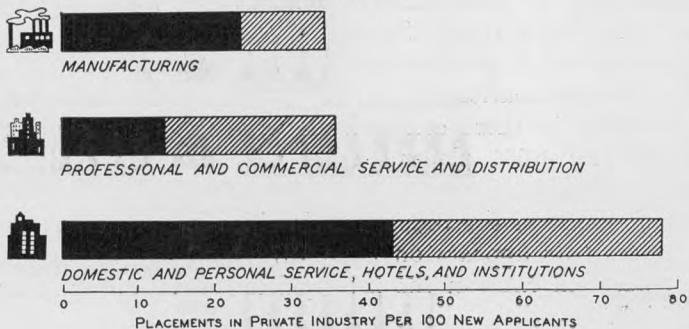 MANUFACTURING
PROFESSIONAL AND COMMERCIAL SERVICE AND DISTRIBUTION
DOMESTIC AND PERSONAL SERVICE, HOTELS, AND INSTITUTIONS
0 10 20 30 40 50 60 70 80
PLACEMENTS IN PRIVATE INDUSTRY PER 100 NEW APPLICANTS